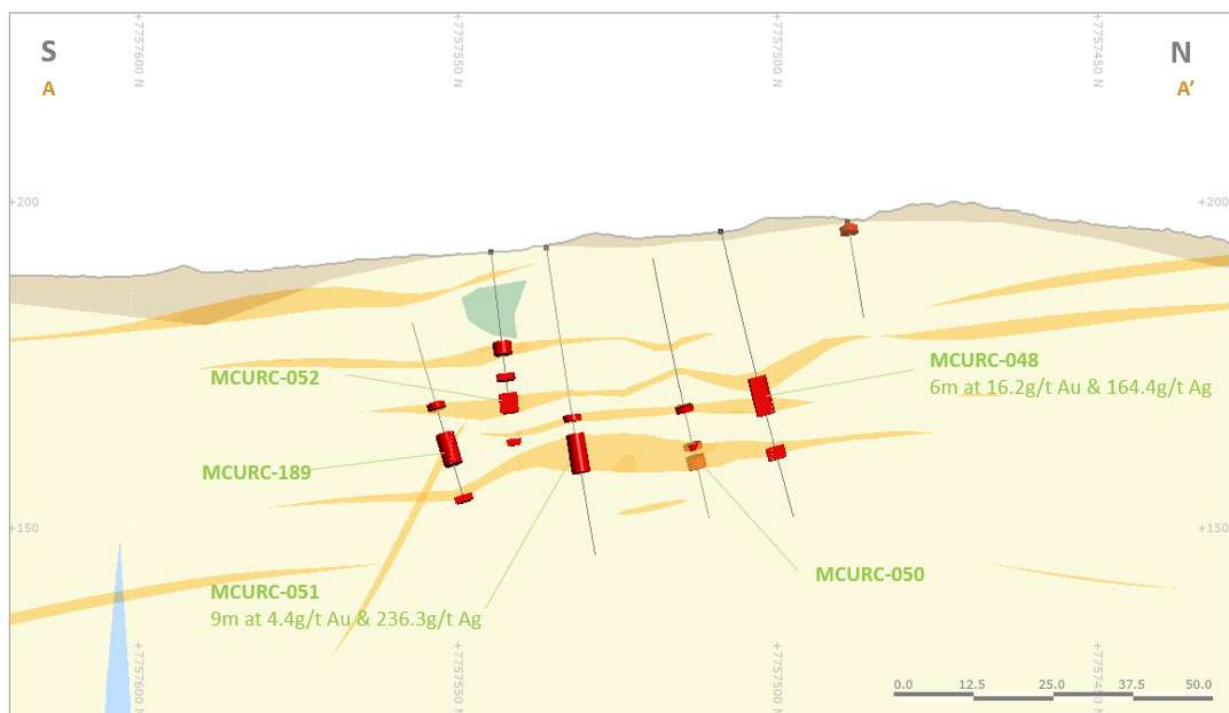 S
N
A
A'
+7757600 N
+7757550 N
+7757500 N
+7757450 N
+200
+200
MCURC-052
MCURC-048
6m at 16.2g/t Au & 164.4g/t Ag
MCURC-189
+150
+150
MCURC-051
9m at 4.4g/t Au & 236.3g/t Ag
MCURC-050
+7757600 N
+7757550 N
+7757500 N
+7757450 N
0.0 12.5 25.0 37.5 50.0